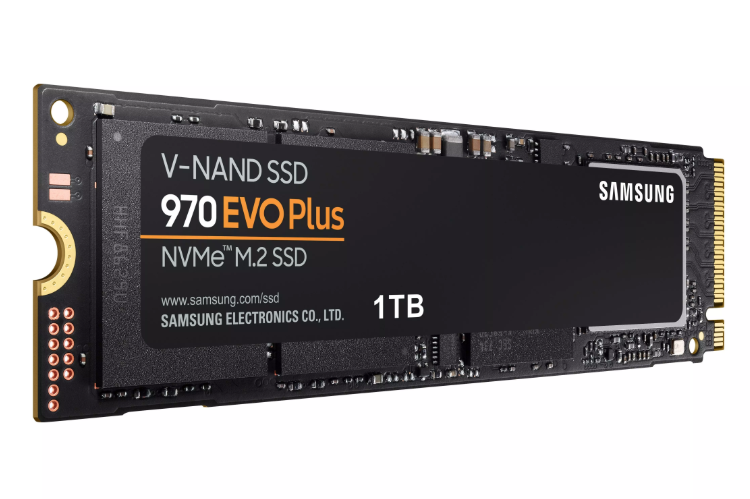 V-NAND SSD
970 EVO Plus
NVMe™ M.2 SSD
www.samsung.com/ssd
SAMSUNG ELECTRONICS CO., LTD.
1TB
SAMSUNG